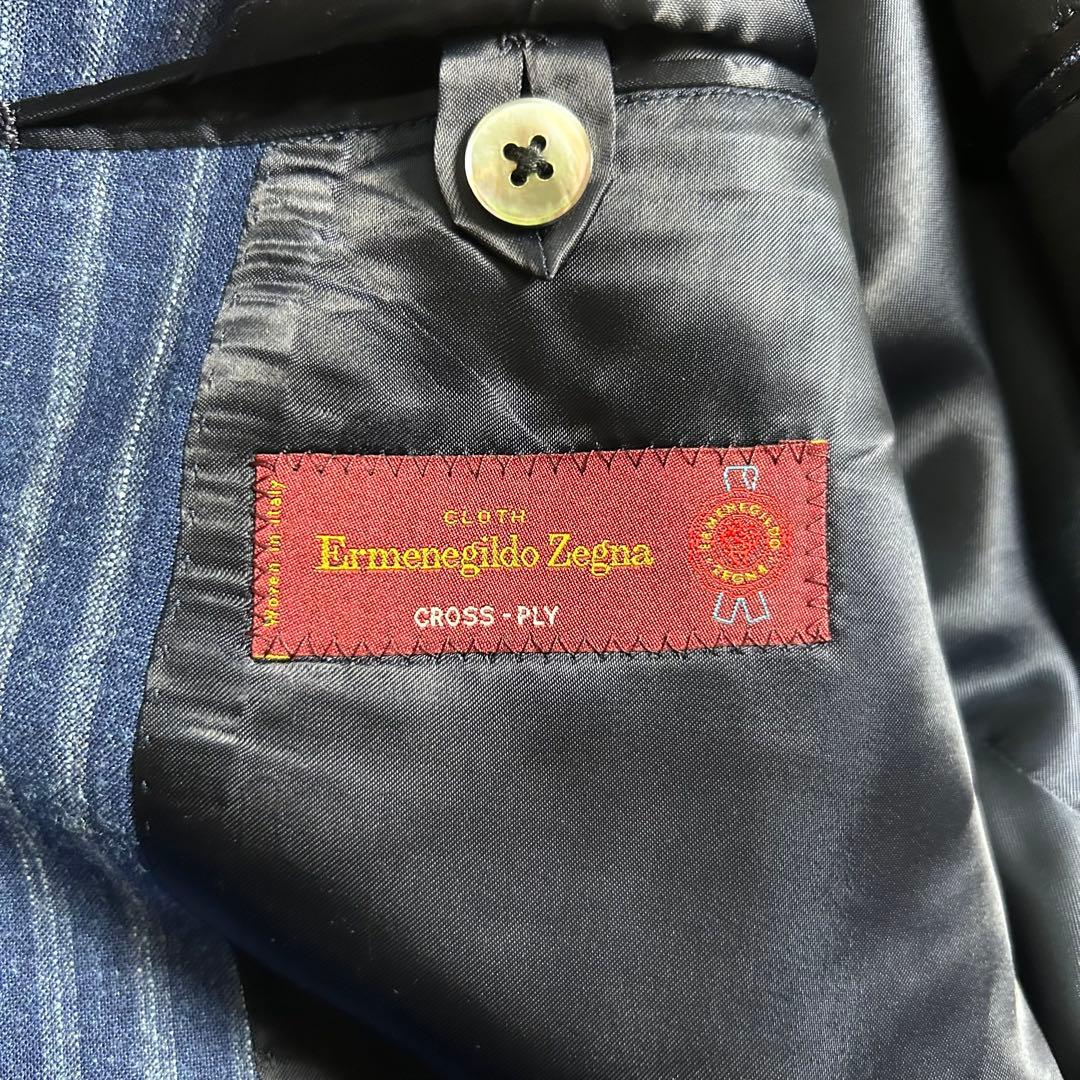 Woven in Italy
CLOTH
Ermenegildo Zegna
CROSS-PLY
ERMENEGILDO
ZEGNA